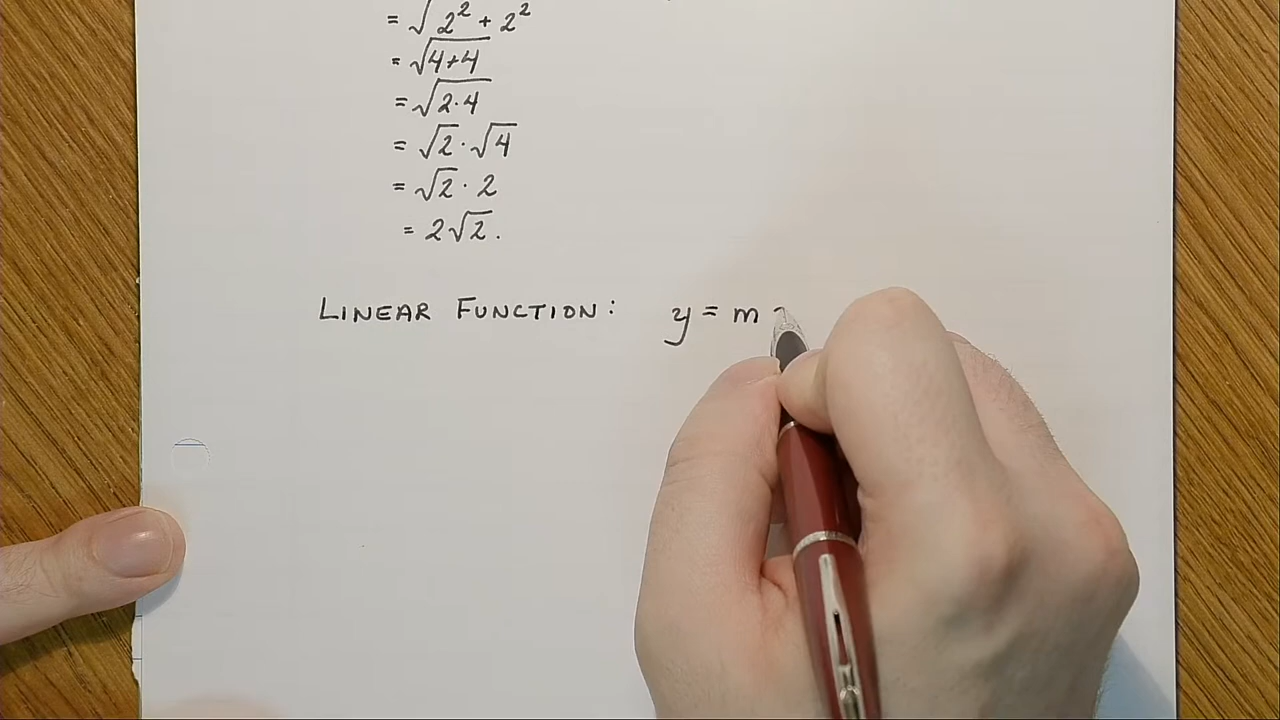 = √2² + 2²
= √4+4
= √2·4
= √2 · √4
= √2 · 2
= 2√2.
LINEAR FUNCTION: y = m